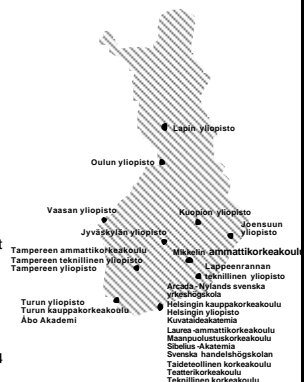 Lapin yliopisto
Oulun yliopisto
Vaasan yliopisto
Kuopion yliopisto
Joensuun
yliopisto
Jyväskylän yliopisto
t
Tampereen ammattikorkeakoulu
Tampereen teknillinen yliopisto
Tampereen yliopisto
Mikkelin ammattikorkeakoulu
Lappeenrannan
teknillinen yliopisto
Turun yliopisto
Turun kauppakorkeakoulu
Åbo Akademi
4
Arcada - Nylands svenska
yrkeshögskola
Helsingin kauppakorkeakoulu
Helsingin yliopisto
Kuvataideakatemia
Laurea -ammattikorkeakoulu
Maanpuolustuskorkeakoulu
Sibelius -Akatemia
Svenska handelshögskolan
Taideteollinen korkeakoulu
Teatterikorkeakoulu
Teknillinen korkeakoulu